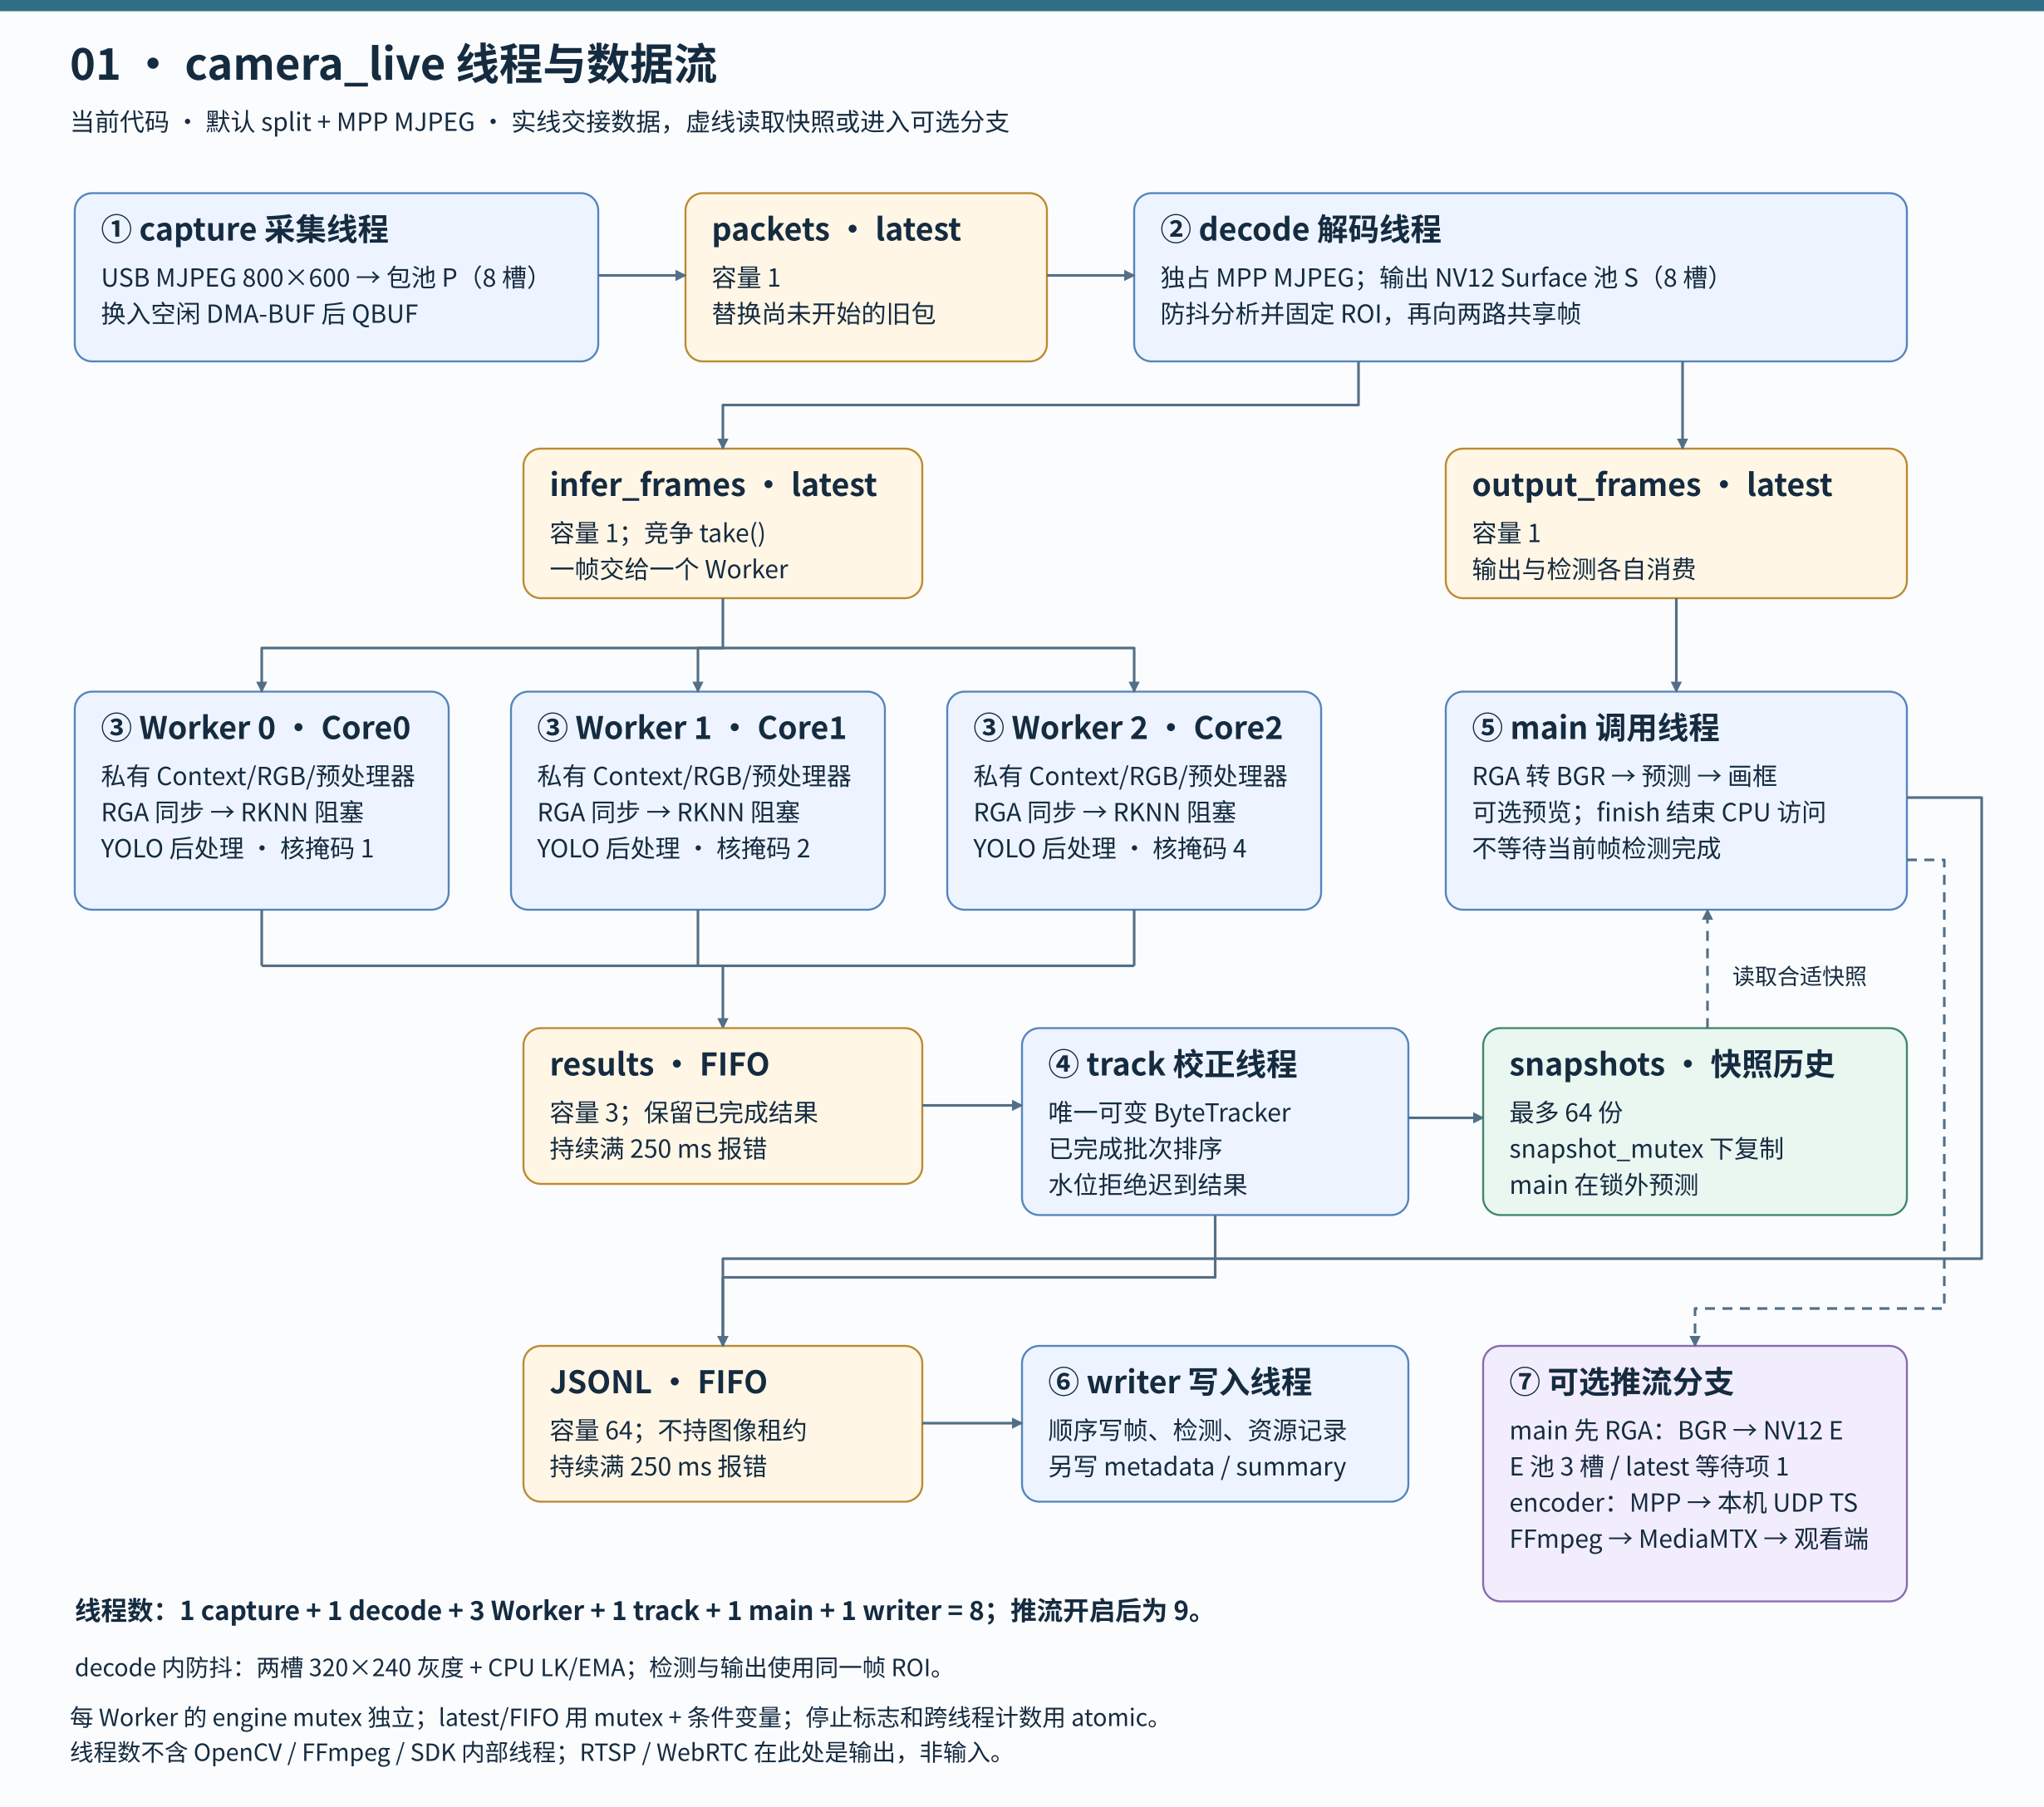 01 · camera_live 线程与数据流
当前代码 · 默认 split + MPP MJPEG · 实线交接数据，虚线读取快照或进入可选分支
① capture 采集线程
USB MJPEG 800×600 → 包池 P（8 槽）
换入空闲 DMA-BUF 后 QBUF
packets · latest
容量 1
替换尚未开始的旧包
② decode 解码线程
独占 MPP MJPEG；输出 NV12 Surface 池 S（8 槽）
防抖分析并固定 ROI，再向两路共享帧
infer_frames · latest
容量 1；竞争 take()
一帧交给一个 Worker
output_frames · latest
容量 1
输出与检测各自消费
③ Worker 0 · Core0
私有 Context/RGB/预处理器
RGA 同步 → RKNN 阻塞
YOLO 后处理 · 核掩码 1
③ Worker 1 · Core1
私有 Context/RGB/预处理器
RGA 同步 → RKNN 阻塞
YOLO 后处理 · 核掩码 2
③ Worker 2 · Core2
私有 Context/RGB/预处理器
RGA 同步 → RKNN 阻塞
YOLO 后处理 · 核掩码 4
⑤ main 调用线程
RGA 转 BGR → 预测 → 画框
可选预览；finish 结束 CPU 访问
不等待当前帧检测完成
读取合适快照
results · FIFO
容量 3；保留已完成结果
持续满 250 ms 报错
④ track 校正线程
唯一可变 ByteTracker
已完成批次排序
水位拒绝迟到结果
snapshots · 快照历史
最多 64 份
snapshot_mutex 下复制
main 在锁外预测
JSONL · FIFO
容量 64；不持图像租约
持续满 250 ms 报错
⑥ writer 写入线程
顺序写帧、检测、资源记录
另写 metadata / summary
⑦ 可选推流分支
main 先 RGA：BGR → NV12 E
E 池 3 槽 / latest 等待项 1
encoder：MPP → 本机 UDP TS
FFmpeg → MediaMTX → 观看端
线程数：1 capture + 1 decode + 3 Worker + 1 track + 1 main + 1 writer = 8；推流开启后为 9。
decode 内防抖：两槽 320×240 灰度 + CPU LK/EMA；检测与输出使用同一帧 ROI。
每 Worker 的 engine mutex 独立；latest/FIFO 用 mutex + 条件变量；停止标志和跨线程计数用 atomic。
线程数不含 OpenCV / FFmpeg / SDK 内部线程；RTSP / WebRTC 在此处是输出，非输入。